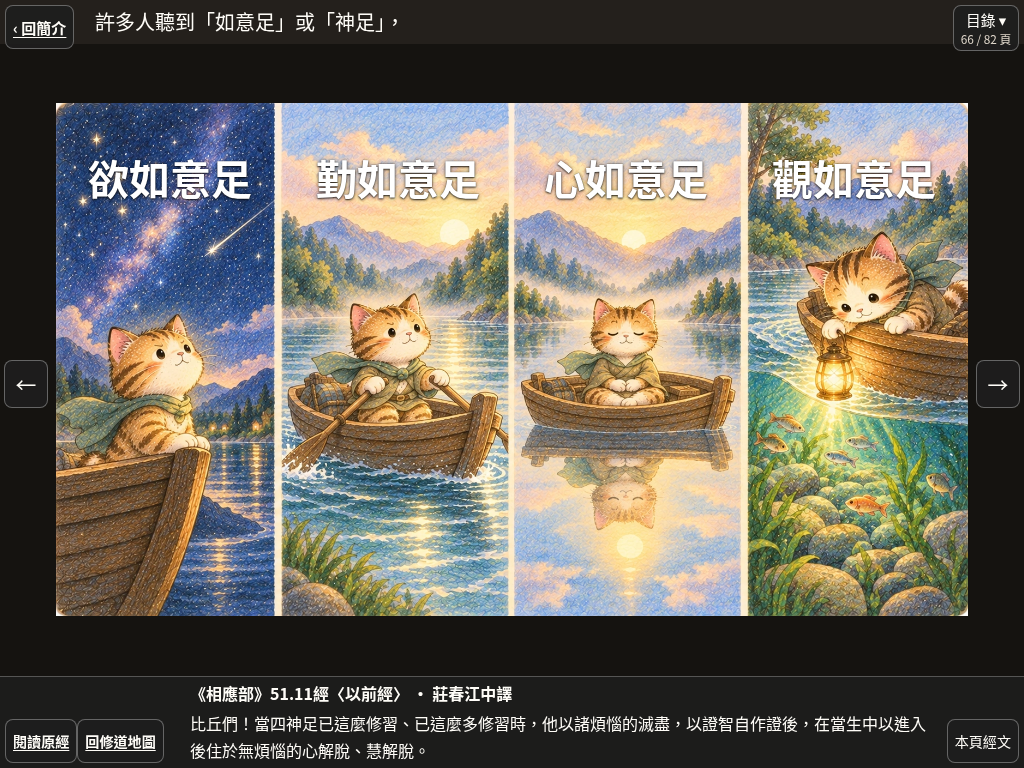 ‹ 回簡介
許多人聽到「如意足」或「神足」，
目錄 ▾
66 / 82 頁
欲如意足
勤如意足
心如意足
觀如意足
←
→
《相應部》51.11經〈以前經〉 · 莊春江中譯
比丘們！當四神足已這麼修習、已這麼多修習時，他以諸煩惱的滅盡，以證智自作證後，在當生中以進入
後住於無煩惱的心解脫、慧解脫。
閱讀原經
回修道地圖
本頁經文